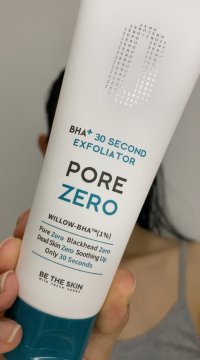 BHA+ 30 SECOND
EXFOLIATOR
PORE
ZERO
WILLOW-BHA™(1%)
Pore Zero Blackhead Zero
Dead Skin Zero Soothing Up
Only 30 Seconds
BE THE SKIN